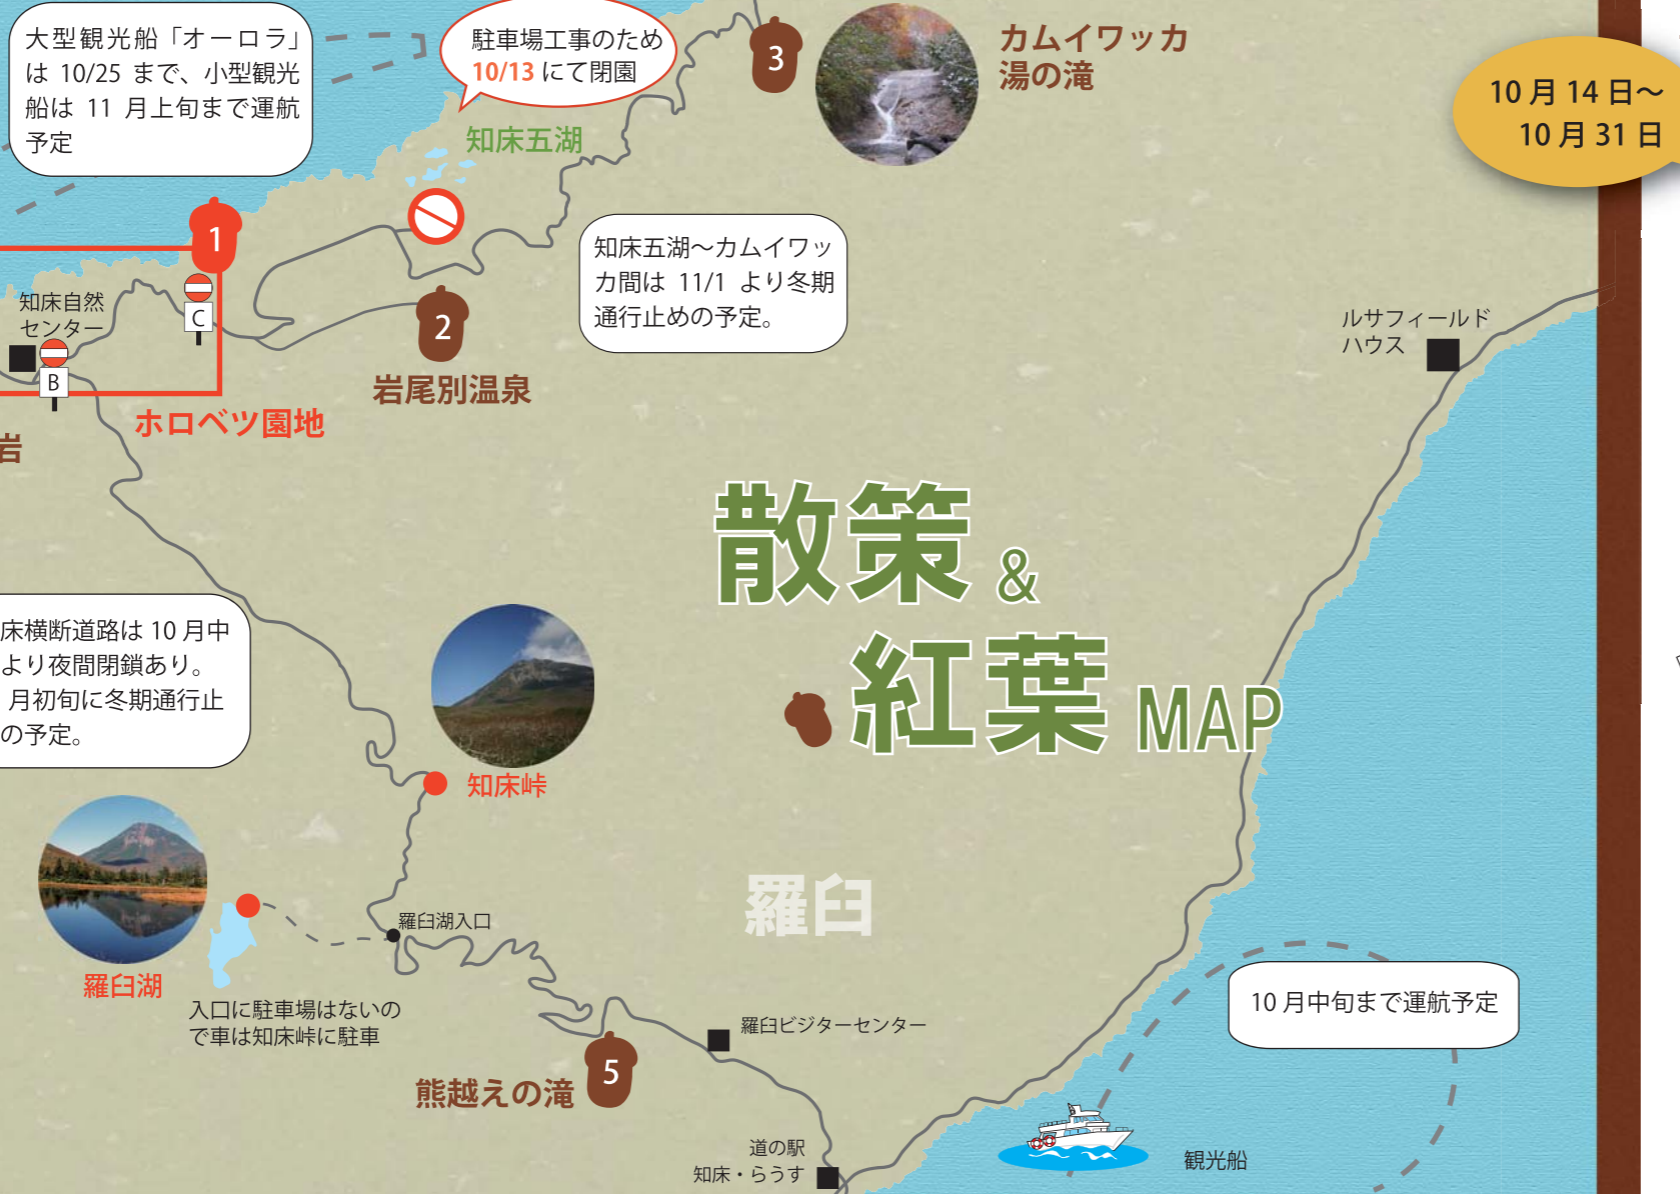 大型観光船「オーロラ」
は 10/25 まで、小型観光
船は 11 月上旬まで運航
予定
駐車場工事のため
10/13 にて閉園
知床五湖
3
カムイワッカ
湯の滝
10 月 14 日〜
10 月 31 日
1
知床自然
センター
C
B
ホロベツ園地
岩
2
岩尾別温泉
知床五湖〜カムイワッ
カ間は 11/1 より冬期
通行止めの予定。
ルサフィールド
ハウス
散策 &
紅葉 MAP
床横断道路は 10 月中
より夜間閉鎖あり。
月初旬に冬期通行止
の予定。
知床峠
羅臼湖
羅臼湖入口
入口に駐車場はないの
で車は知床峠に駐車
羅臼
熊越えの滝
5
羅臼ビジターセンター
道の駅
知床・らうす
10 月中旬まで運航予定
観光船